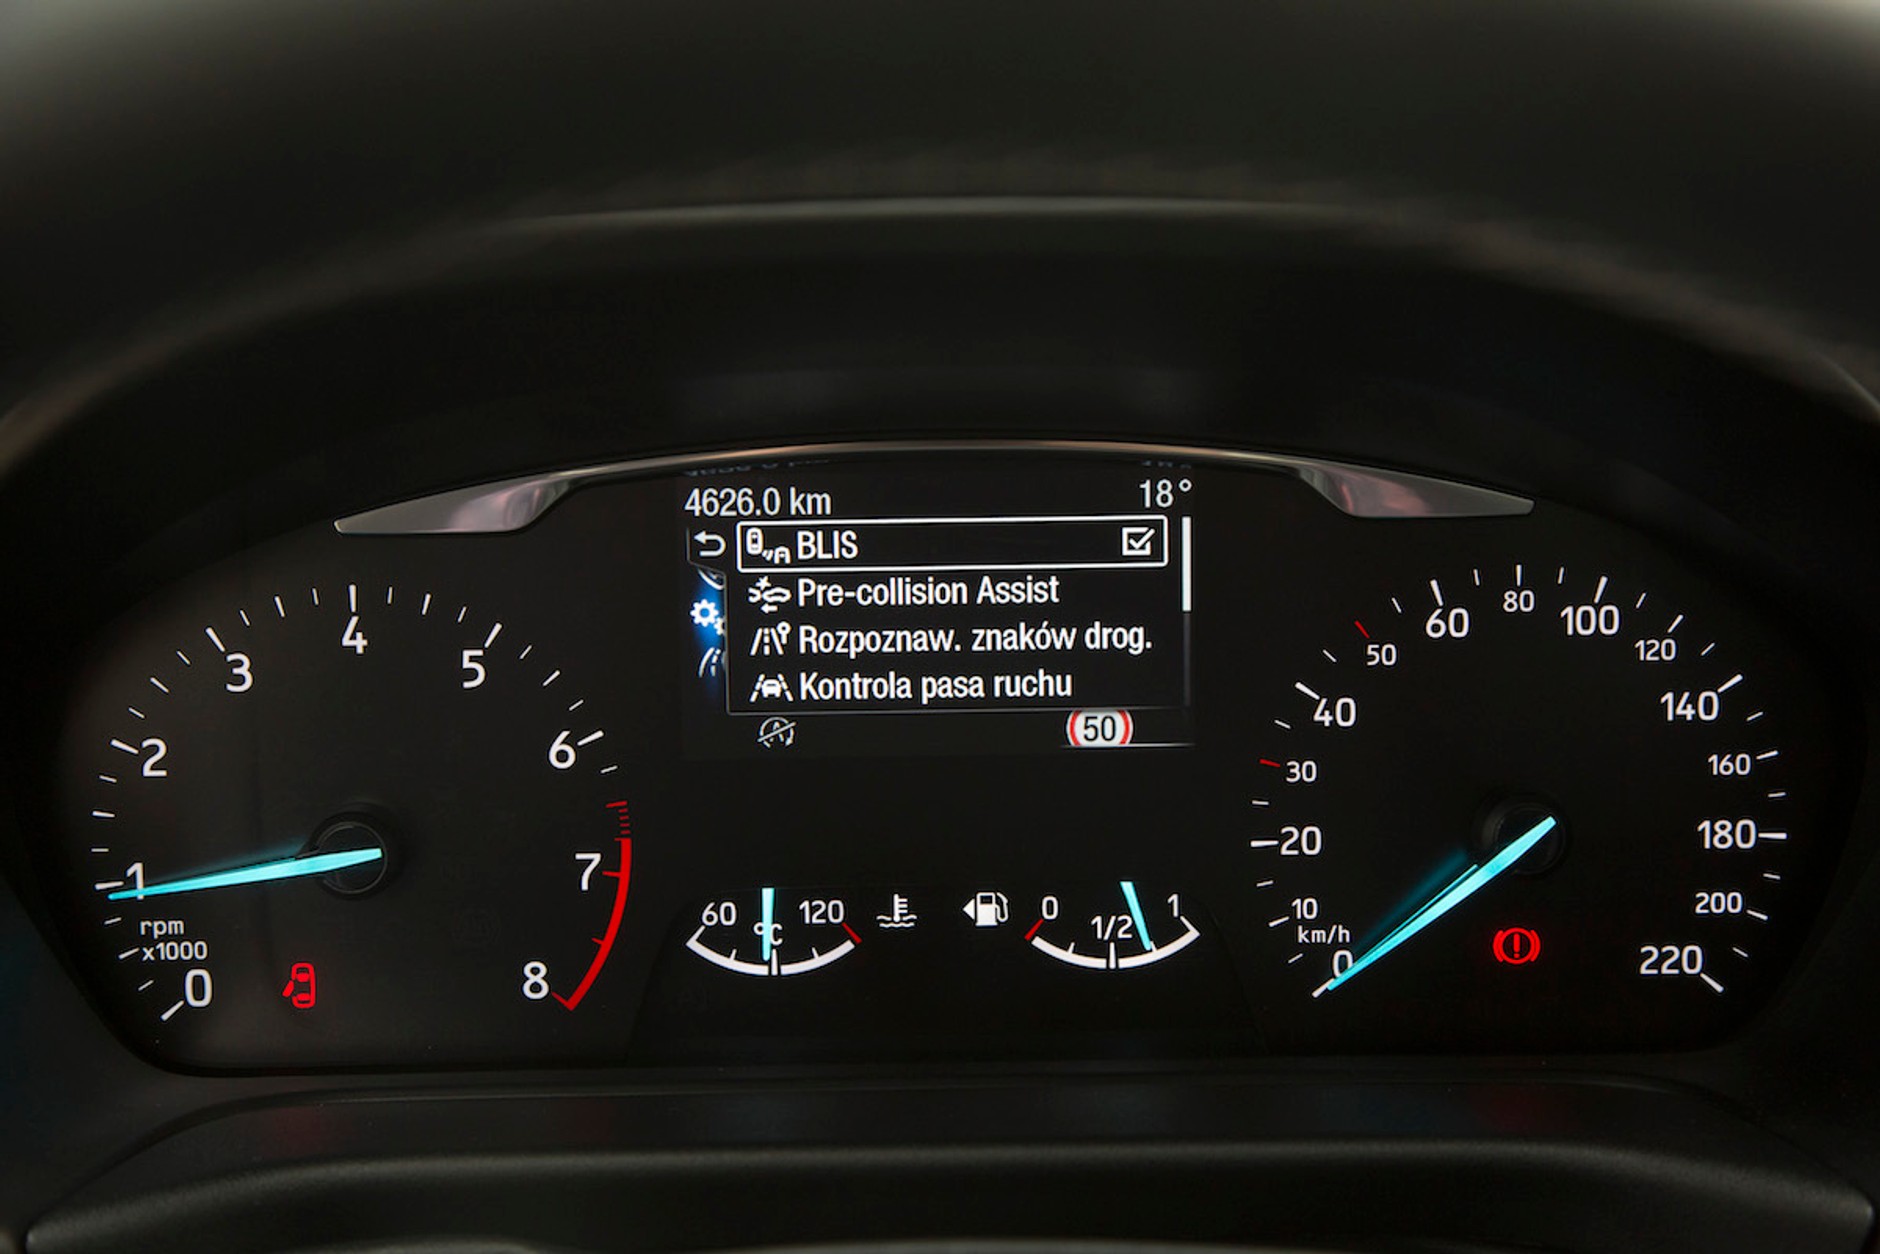 4626.0 km 18°
BLIS
Pre-collision Assist
Rozpoznaw. znaków drog.
Kontrola pasa ruchu
50
0 1 2 3 4 5 6 7 8
rpm
x1000
60 °C 120
0 1/2 1
0 10 20 30 40 50 60 80 100 120 140 160 180 200 220
km/h